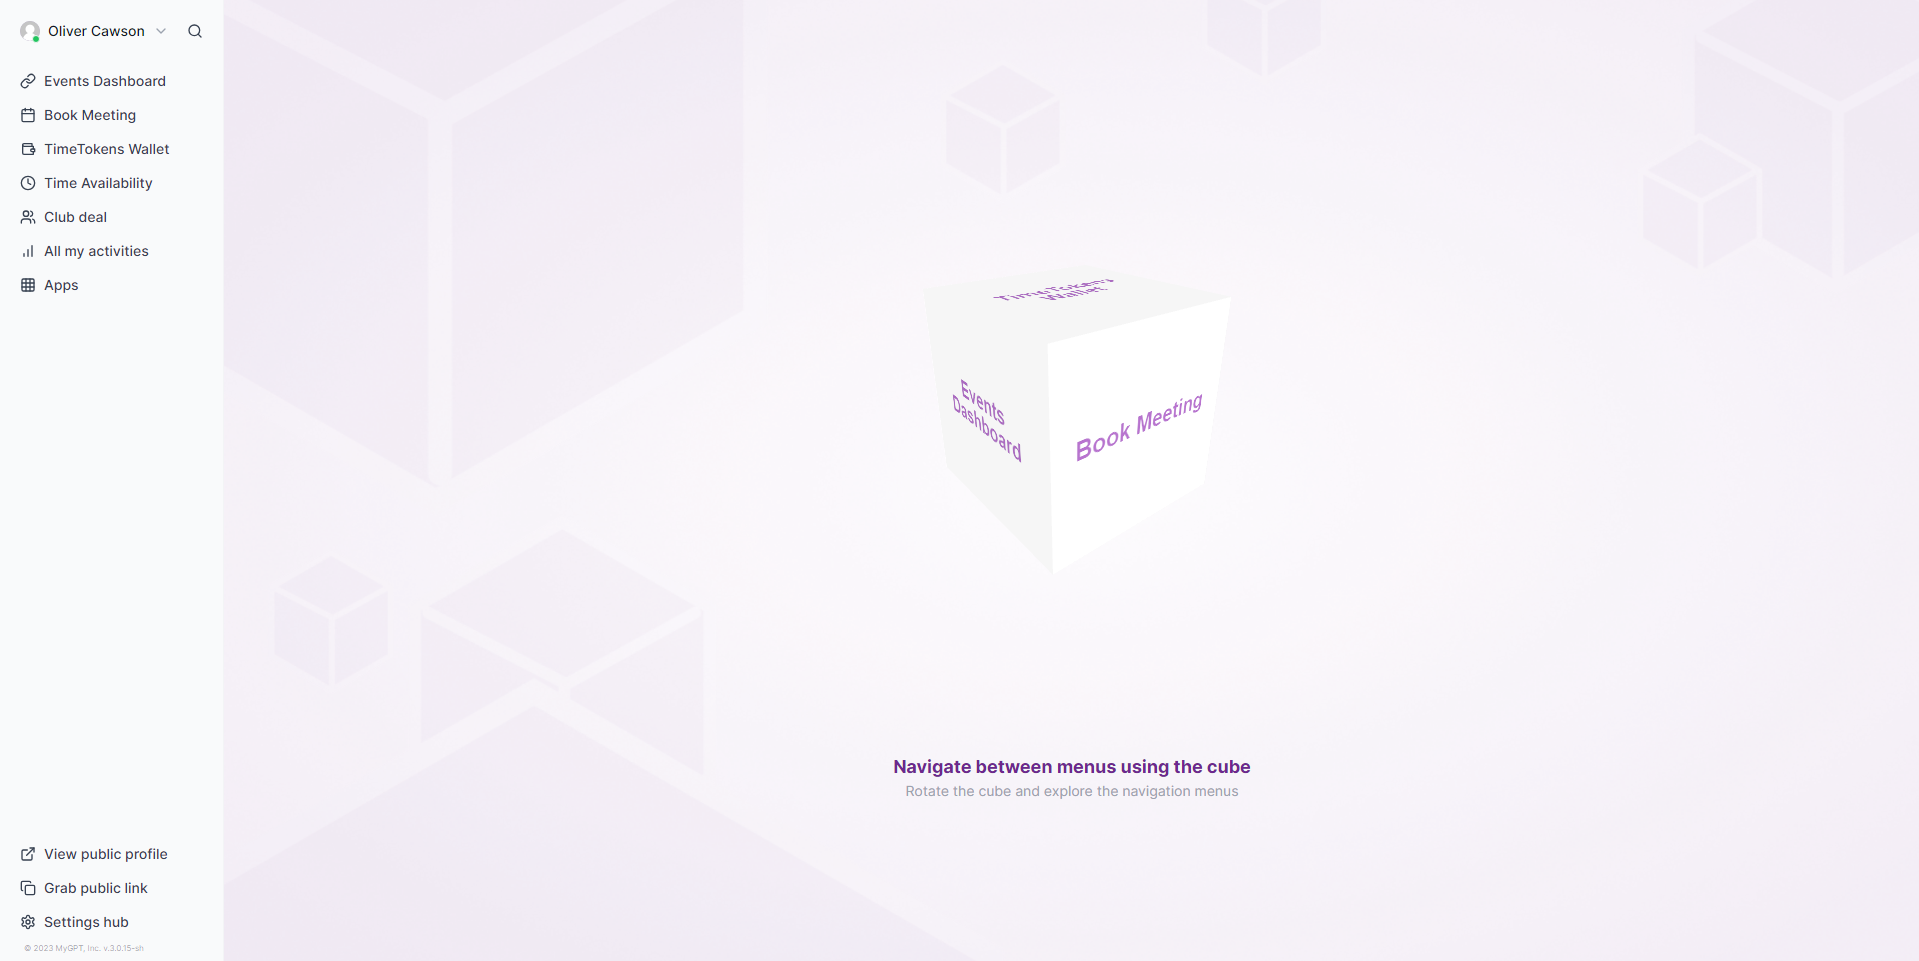 Oliver Cawson
Events Dashboard
Book Meeting
TimeTokens Wallet
Time Availability
Club deal
All my activities
Apps
TimeTokens
Wallet
Events
Dashboard
Book Meeting
Navigate between menus using the cube
Rotate the cube and explore the navigation menus
View public profile
Grab public link
Settings hub
© 2023 MyGPT, Inc. v.3.0.15-sh